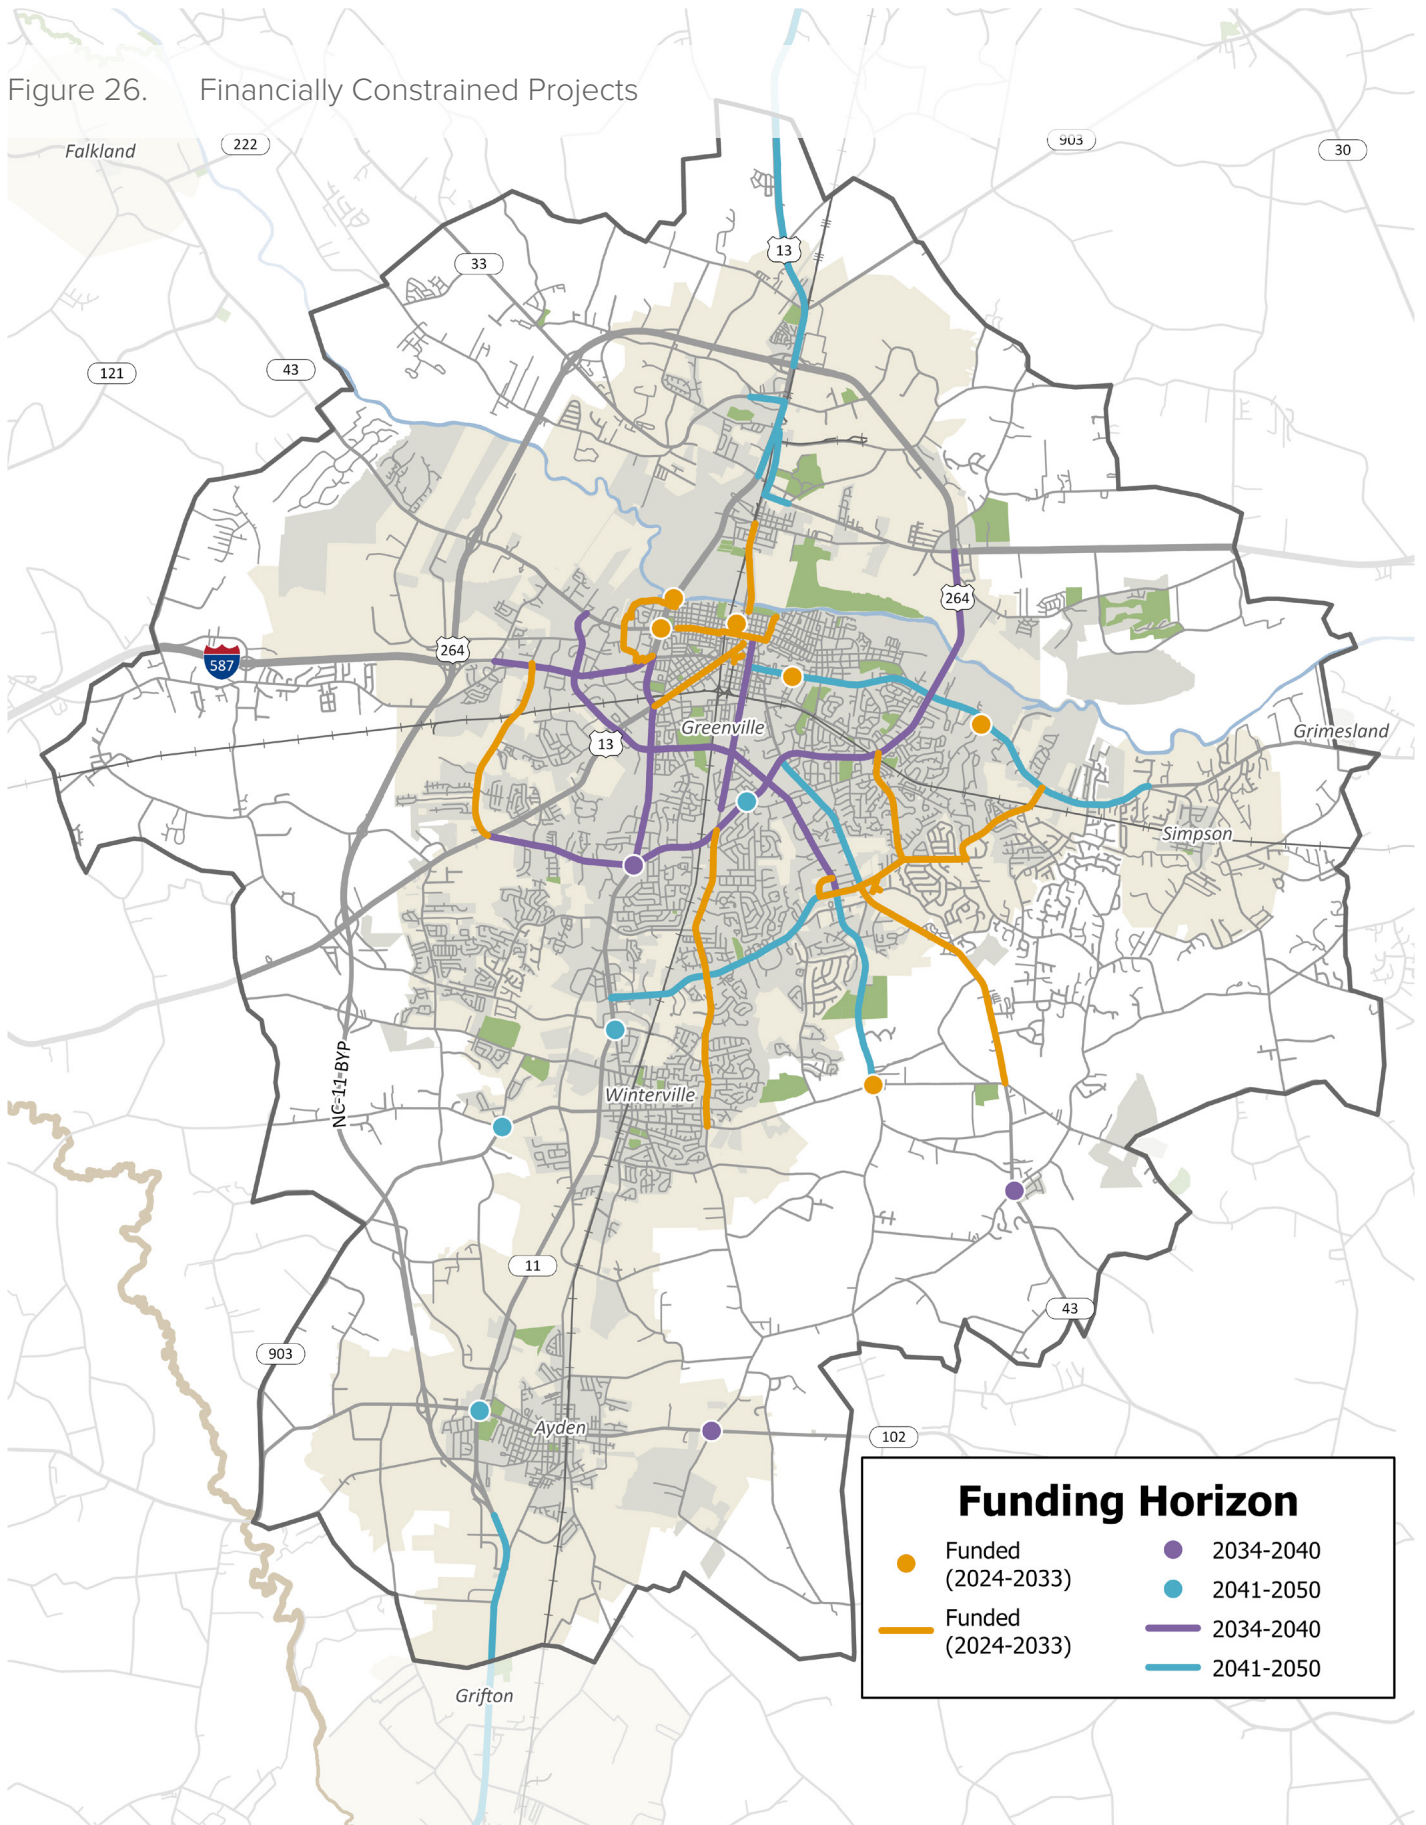 Figure 26. Financially Constrained Projects
Falkland
222
903
30
33
13
121
43
264
264
587
Greenville
13
Grimesland
Simpson
NC-11-BYP
Winterville
11
43
903
Ayden
102
Grifton
Funding Horizon
Funded
(2024-2033)
Funded
(2024-2033)
2034-2040
2041-2050
2034-2040
2041-2050